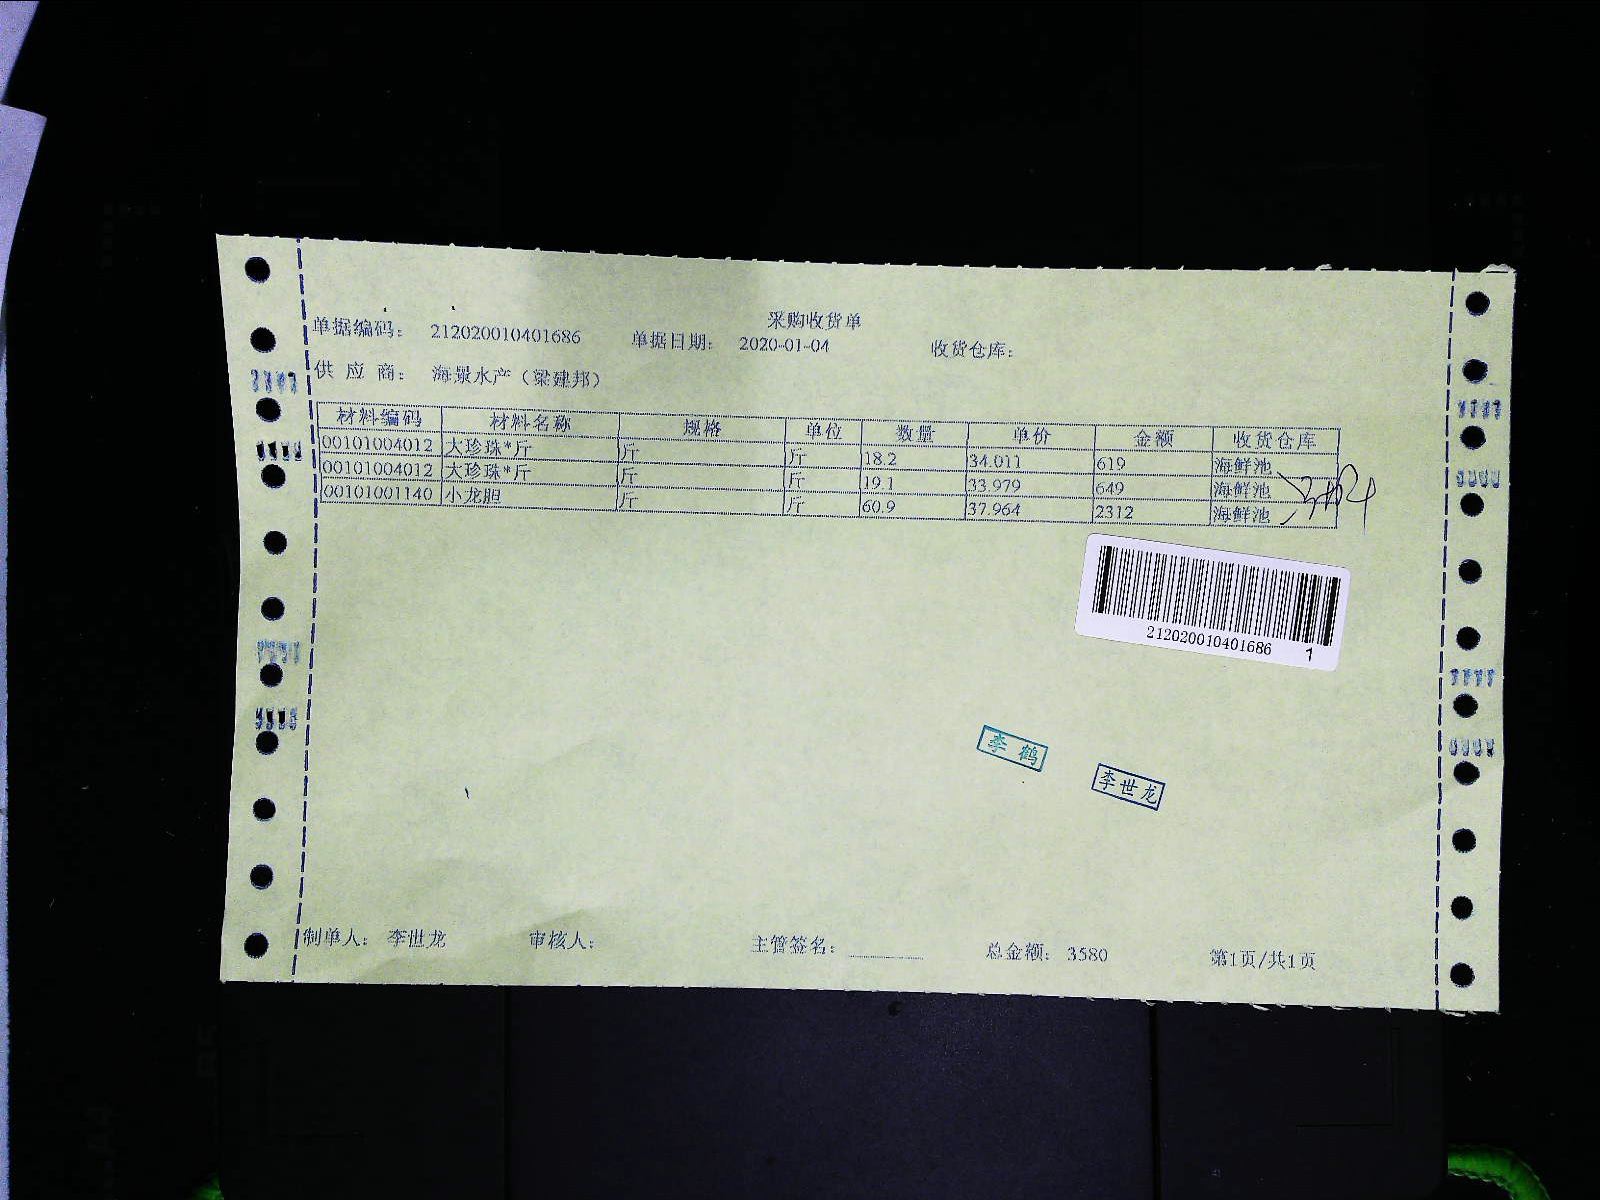 采购收货单
单据编码： 212020010401686 单据日期： 2020-01-04 收货仓库：
供 应 商： 海景水产（梁建邦）
材料编码 材料名称 规格 单位 数量 单价 金额 收货仓库
00101004012 大珍珠*斤 斤 斤 18.2 34.011 619 海鲜池
00101004012 大珍珠*斤 斤 斤 19.1 33.979 649 海鲜池
00101001140 小龙胆 斤 斤 60.9 37.964 2312 海鲜池
212020010401686 1
李鹤
李世龙
制单人： 李世龙 审核人： 主管签名： 总金额： 3580 第1页/共1页